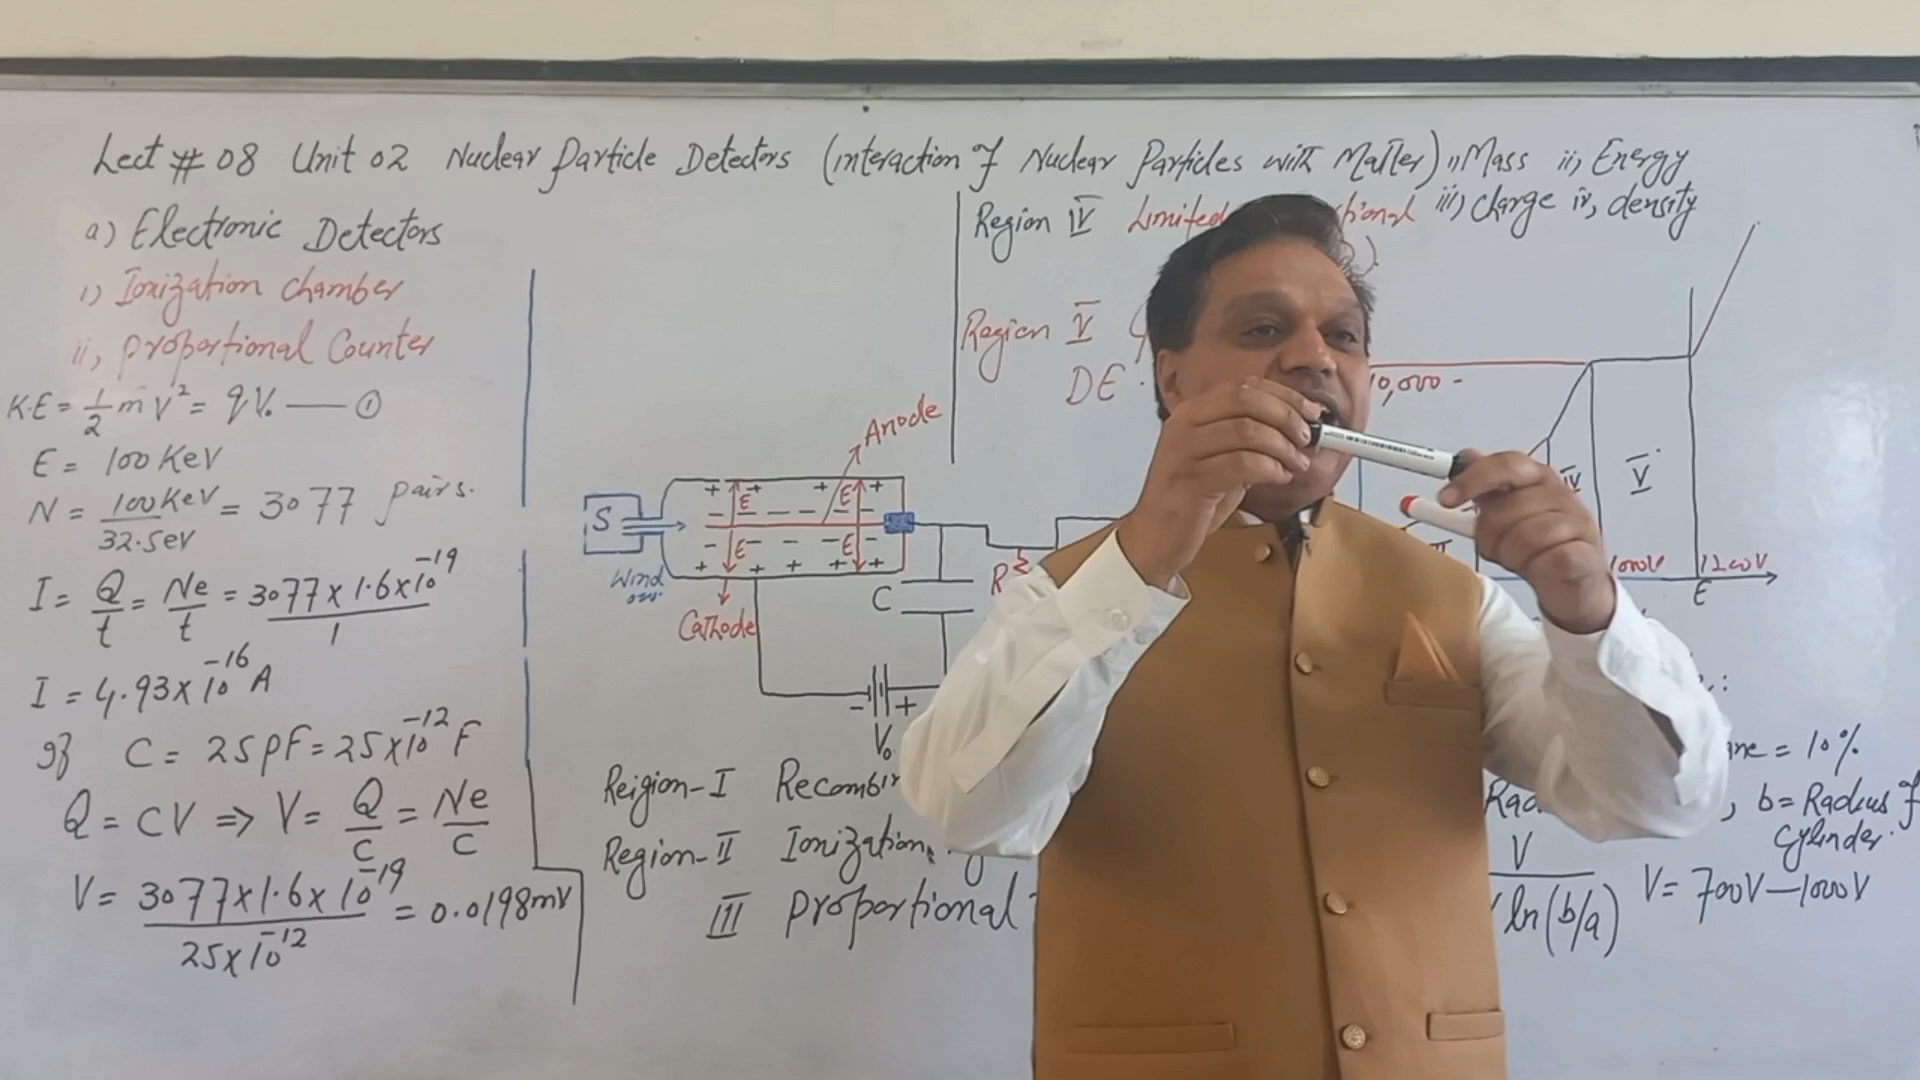 Lect # 08 Unit 02 Nuclear Particle Detectors (interaction of Nuclear Particles with Matter) i, Mass ii, Energy
iii) charge iv, density
a) Electronic Detectors
i) Ionization chamber
ii, Proportional Counter
K.E = 1/2 m v² = qV₀ —— ①
E = 100 KeV
N = 100 KeV / 32.5 eV = 3077 pairs.
I = Q/t = Ne/t = 3077 x 1.6 x 10⁻¹⁹ / 1
I = 4.93 x 10⁻¹⁶ A
If C = 25 pF = 25 x 10⁻¹² F
Q = CV ⇒ V = Q/C = Ne/C
V = 3077 x 1.6 x 10⁻¹⁹ / 25 x 10⁻¹² = 0.0198 mV
Anode
+ + + +
E E
S
E E
+ + + + +
Wind
ow.
Cathode
C
R
- +
V₀
Reigion-I
Region-II Ionization
III Proportional
Region IV Limited
Region V
DE
10,000 -
IV V
1000V 1200V
E
= 10%
, b = Radius of
Cylinder.
V
ln(b/a)
V = 700V — 1000V